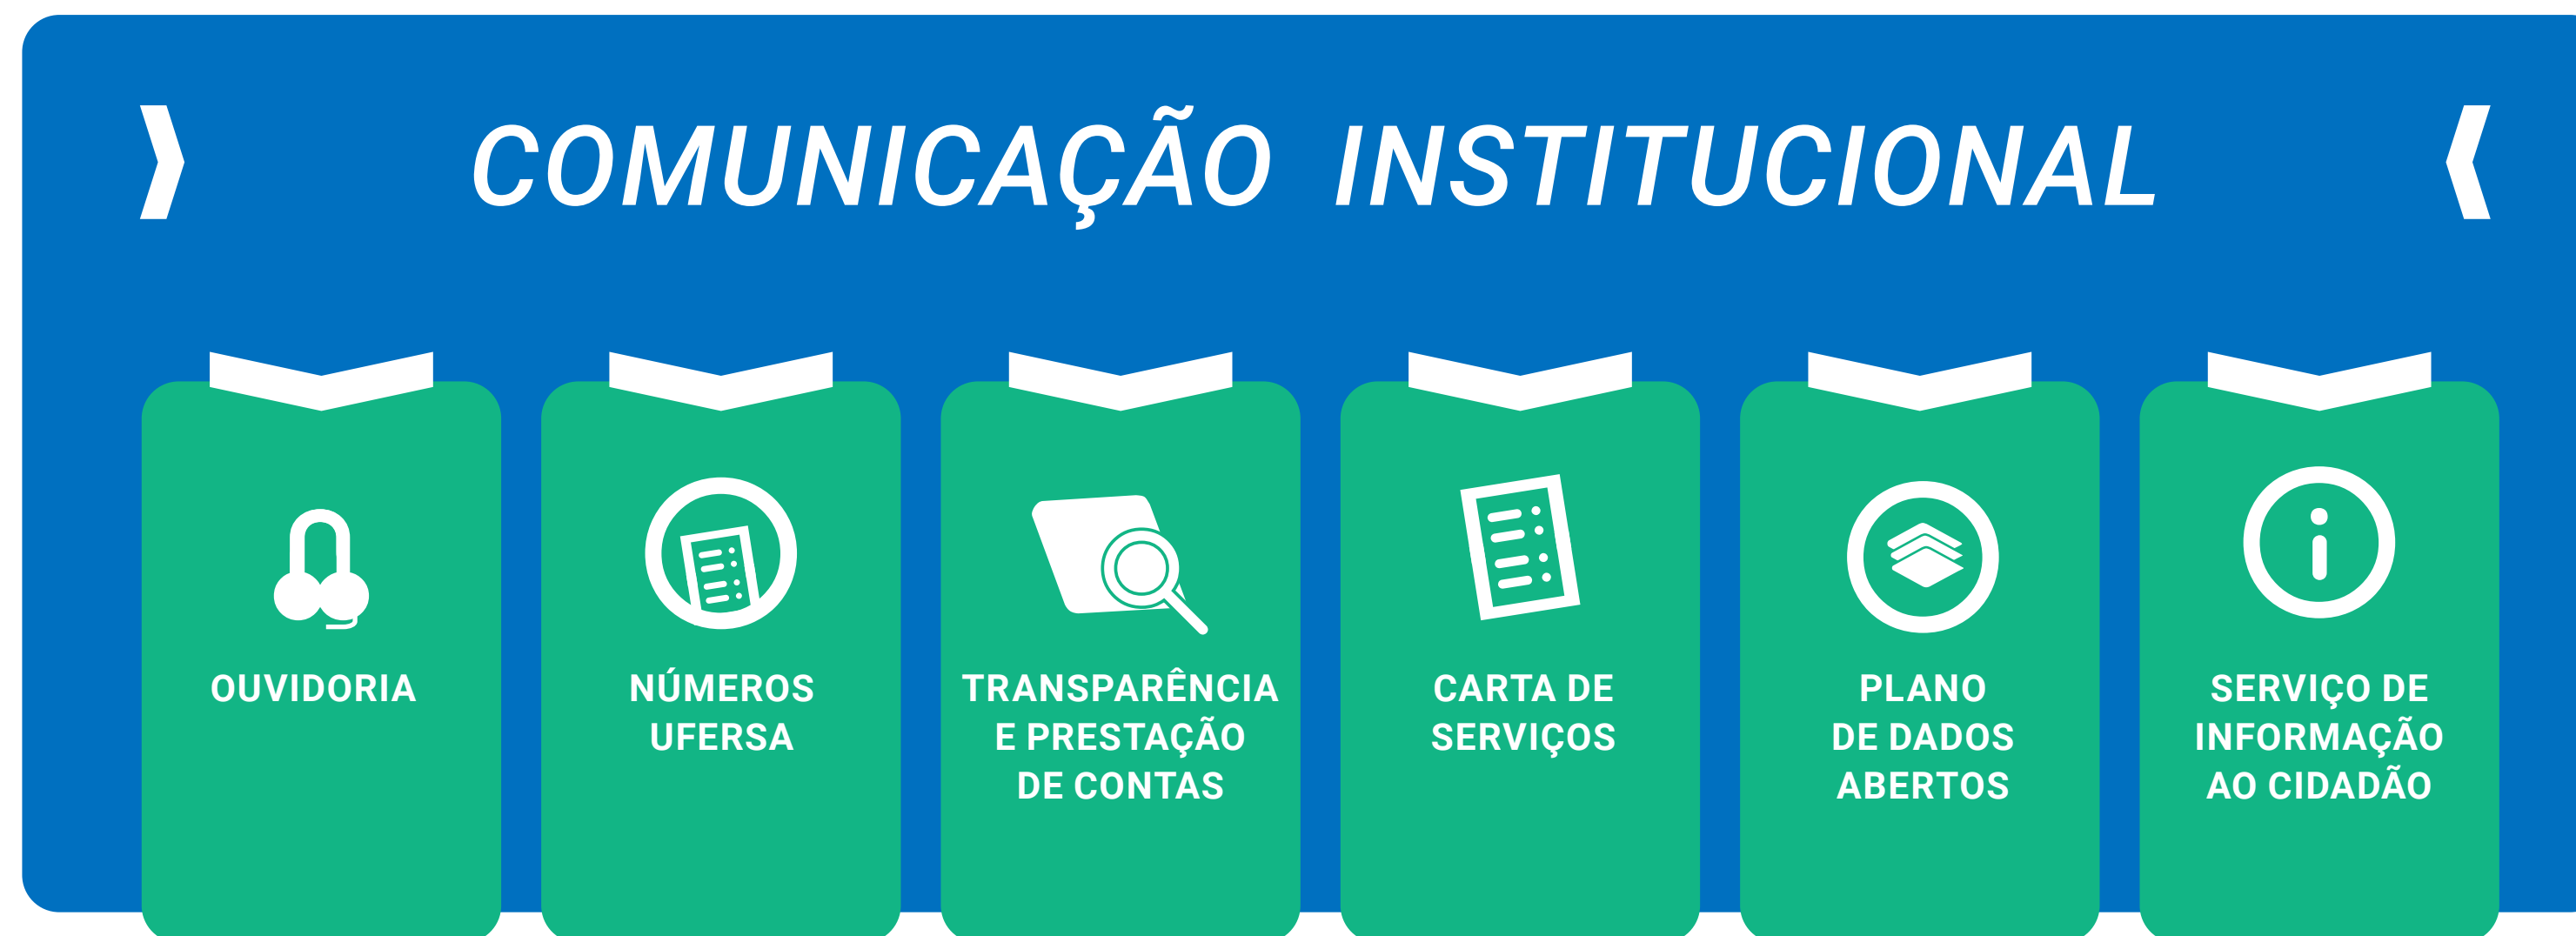 COMUNICAÇÃO INSTITUCIONAL
OUVIDORIA
NÚMEROS
UFERSA
TRANSPARÊNCIA
E PRESTAÇÃO
DE CONTAS
CARTA DE
SERVIÇOS
PLANO
DE DADOS
ABERTOS
SERVIÇO DE
INFORMAÇÃO
AO CIDADÃO